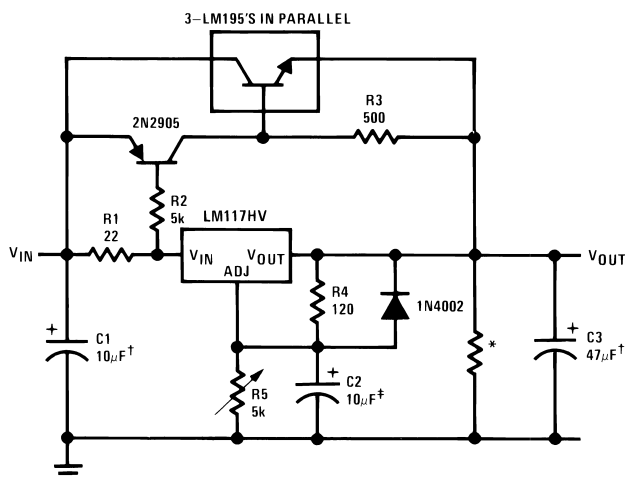 3–LM195'S IN PARALLEL
2N2905
R3
500
R2
5k
LM117HV
R1
22
VIN
VIN
VOUT
ADJ
VOUT
R4
120
1N4002
C1
10μF†
R5
5k
C2
10μF‡
*
C3
47μF†